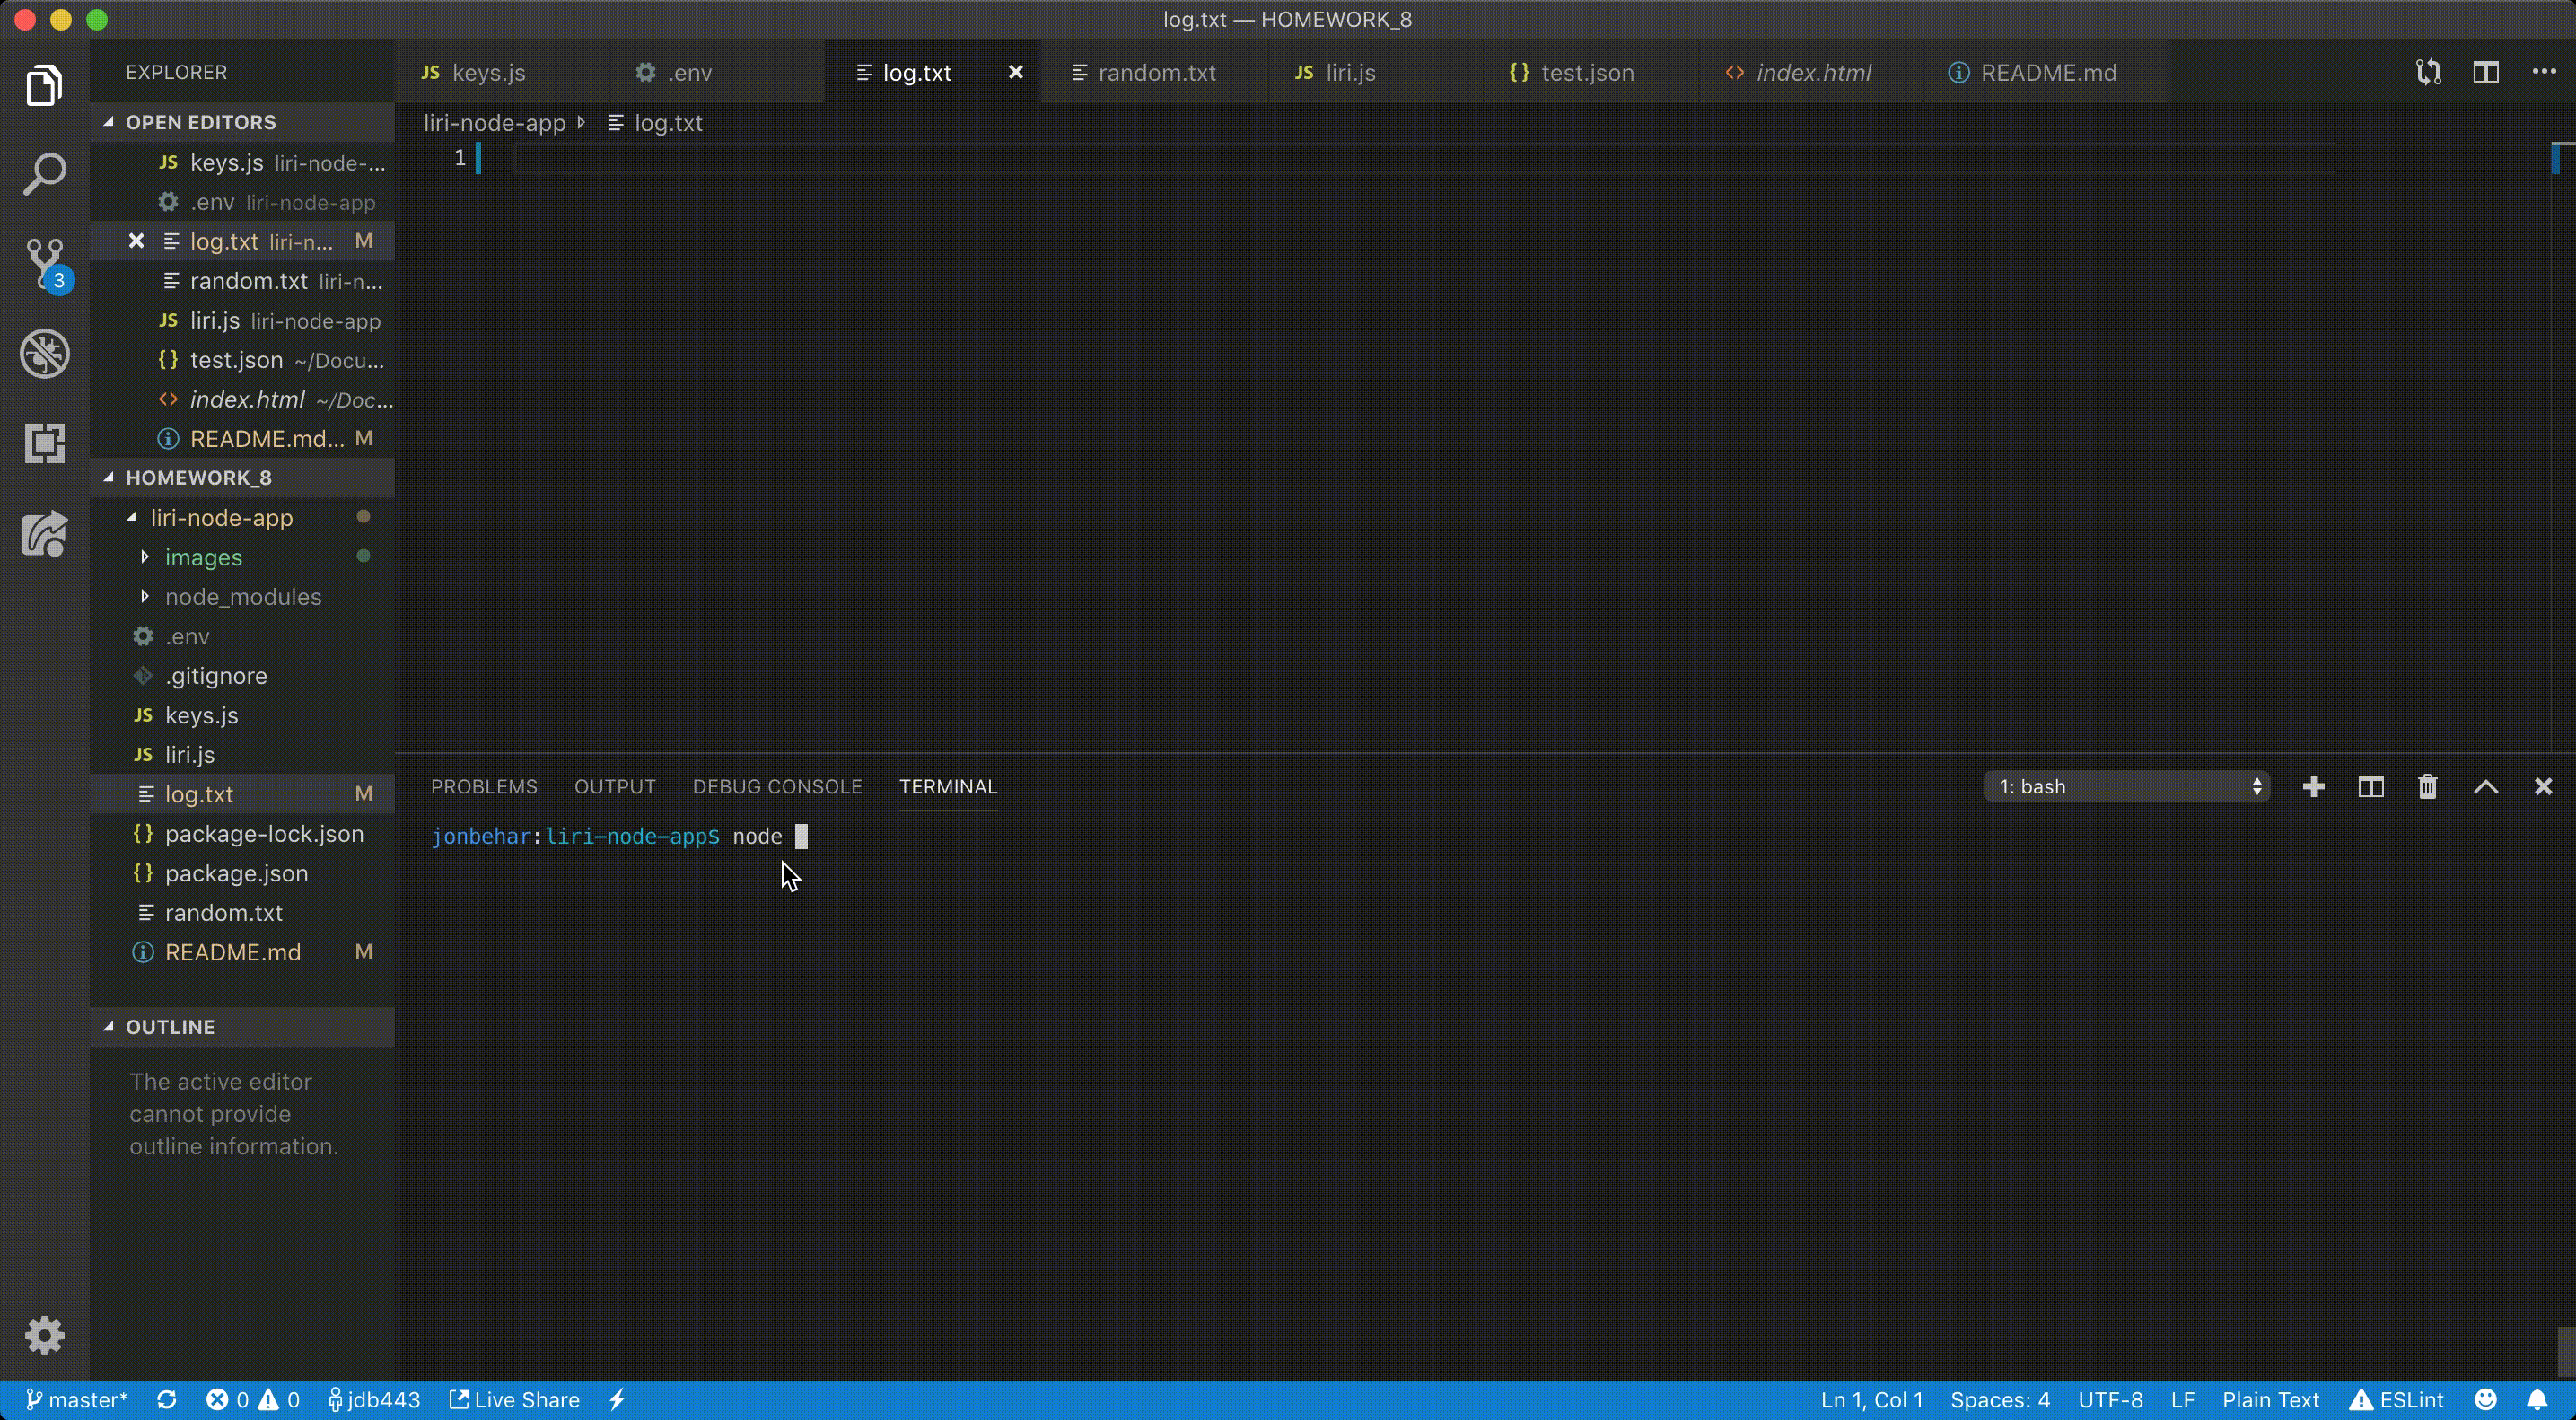 log.txt — HOMEWORK_8
EXPLORER
OPEN EDITORS
JS keys.js liri-node-...
.env liri-node-app
log.txt liri-n... M
random.txt liri-n...
JS liri.js liri-node-app
{ } test.json ~/Docu...
<> index.html ~/Doc...
README.md... M
HOMEWORK_8
liri-node-app
images
node_modules
.env
.gitignore
JS keys.js
JS liri.js
log.txt M
{ } package-lock.json
{ } package.json
random.txt
README.md M
OUTLINE
The active editor
cannot provide
outline information.
3
JS keys.js .env log.txt random.txt JS liri.js { } test.json <> index.html README.md
liri-node-app log.txt
1
PROBLEMS OUTPUT DEBUG CONSOLE TERMINAL 1: bash
jonbehar:liri-node-app$ node
master* 0 0 jdb443 Live Share Ln 1, Col 1 Spaces: 4 UTF-8 LF Plain Text ESLint